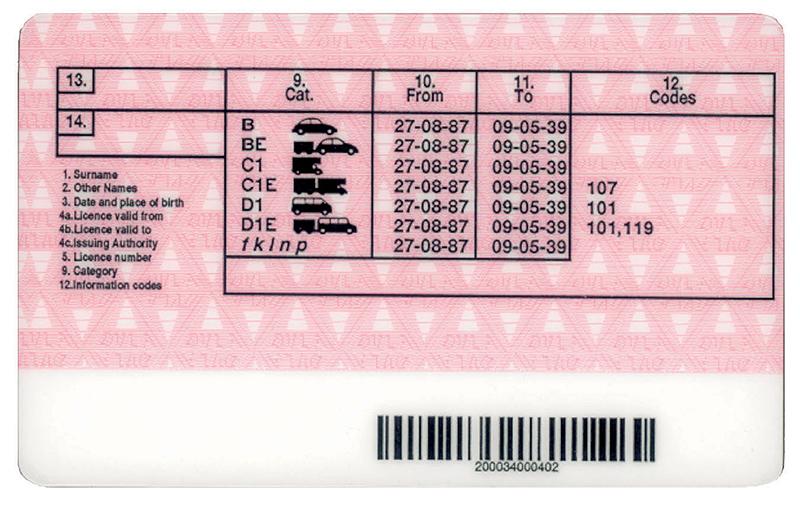 13.
9. Cat.
10. From
11. To
12. Codes
14.
B 27-08-87 09-05-39
BE 27-08-87 09-05-39
C1 27-08-87 09-05-39
C1E 27-08-87 09-05-39 107
D1 27-08-87 09-05-39 101
D1E 27-08-87 09-05-39 101,119
f k l n p 27-08-87 09-05-39
1. Surname
2. Other Names
3. Date and place of birth
4a.Licence valid from
4b.Licence valid to
4c.Issuing Authority
5. Licence number
9. Category
12.Information codes
200034000402